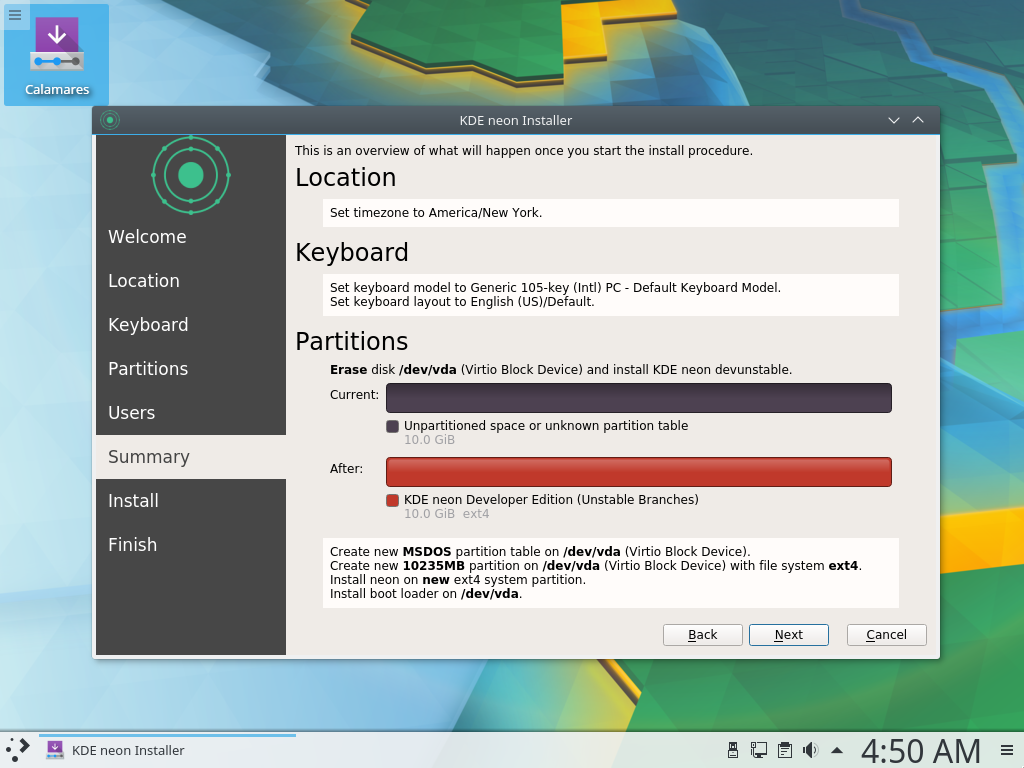 Calamares
KDE neon Installer
This is an overview of what will happen once you start the install procedure.
Welcome
Location
Keyboard
Partitions
Users
Summary
Install
Finish
Location
Set timezone to America/New York.
Keyboard
Set keyboard model to Generic 105-key (Intl) PC - Default Keyboard Model.
Set keyboard layout to English (US)/Default.
Partitions
Erase disk /dev/vda (Virtio Block Device) and install KDE neon devunstable.
Current:
Unpartitioned space or unknown partition table
10.0 GiB
After:
KDE neon Developer Edition (Unstable Branches)
10.0 GiB ext4
Create new MSDOS partition table on /dev/vda (Virtio Block Device).
Create new 10235MB partition on /dev/vda (Virtio Block Device) with file system ext4.
Install neon on new ext4 system partition.
Install boot loader on /dev/vda.
Back Next Cancel
KDE neon Installer
4:50 AM